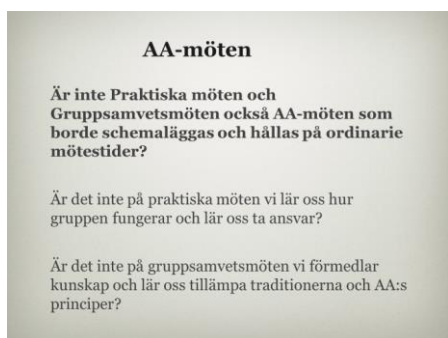 AA-möten
Är inte Praktiska möten och
Gruppsamvetsmöten också AA-möten som
borde schemaläggas och hållas på ordinarie
mötestider?
Är det inte på praktiska möten vi lär oss hur
gruppen fungerar och lär oss ta ansvar?
Är det inte på gruppsamvetsmöten vi förmedlar
kunskap och lär oss tillämpa traditionerna och AA:s
principer?